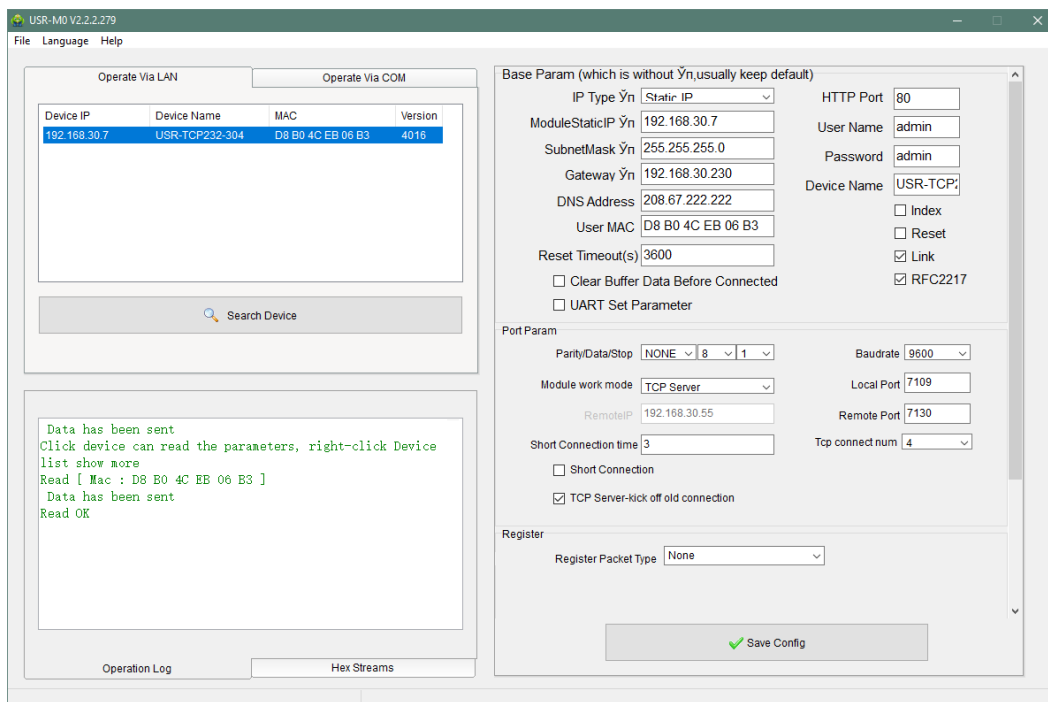 USR-M0 V2.2.2.279
File Language Help
Operate Via LAN
Operate Via COM
Device IP Device Name MAC Version
192.168.30.7 USR-TCP232-304 D8 B0 4C EB 06 B3 4016
Search Device
Data has been sent
Click device can read the parameters, right-click Device
list show more
Read [ Mac : D8 B0 4C EB 06 B3 ]
Data has been sent
Read OK
Operation Log
Hex Streams
Base Param (which is without Ўп,usually keep default)
IP Type Ўп Static IP
ModuleStaticIP Ўп 192.168.30.7
SubnetMask Ўп 255.255.255.0
Gateway Ўп 192.168.30.230
DNS Address 208.67.222.222
User MAC D8 B0 4C EB 06 B3
Reset Timeout(s) 3600
Clear Buffer Data Before Connected
UART Set Parameter
HTTP Port 80
User Name admin
Password admin
Device Name USR-TCP
Index
Reset
Link
RFC2217
Port Param
Parity/Data/Stop NONE 8 1
Baudrate 9600
Module work mode TCP Server
Local Port 7109
RemoteIP 192.168.30.55
Remote Port 7130
Short Connection time 3
Tcp connect num 4
Short Connection
TCP Server-kick off old connection
Register
Register Packet Type None
Save Config